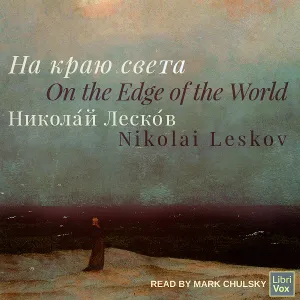 На краю света
On the Edge of the World
Никола́й Леско́в
Nikolai Leskov
READ BY MARK CHULSKY
Libri
Vox